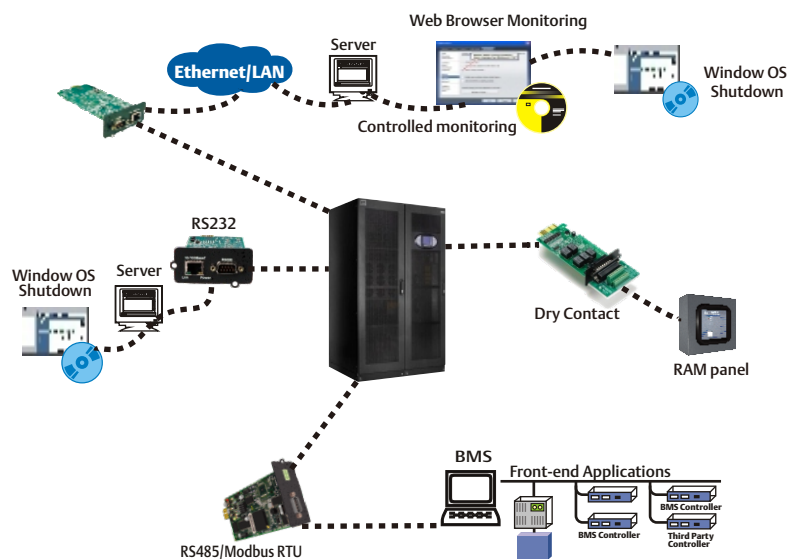 Web Browser Monitoring
Server
Ethernet/LAN
Window OS
Shutdown
Controlled monitoring
RS232
Window OS
Shutdown
Server
Dry Contact
RAM panel
BMS
Front-end Applications
BMS Controller
BMS Controller
Third Party
Controller
RS485/Modbus RTU